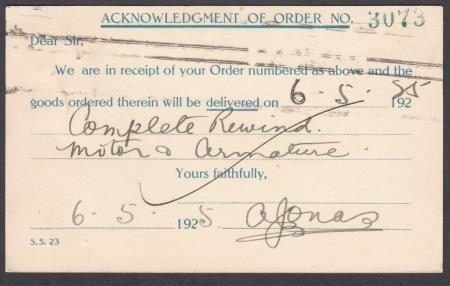 ACKNOWLEDGMENT OF ORDER NO. 3073
Dear Sir,
We are in receipt of your Order numbered as above and the
goods ordered therein will be delivered on 6 - 5 - 25 192
Complete Rewind.
Motor & Armature.
Yours faithfully,
6 - 5 - 1925 A Jonas
S.S. 23